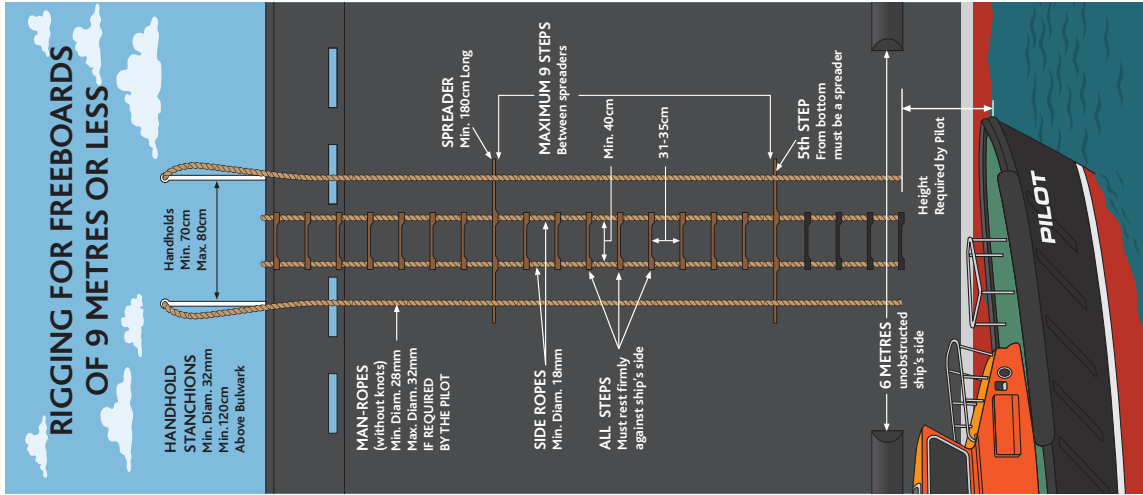 RIGGING FOR FREEBOARDS
OF 9 METRES OR LESS
HANDHOLD
STANCHIONS
Min. Diam. 32mm
Min. 120cm
Above Bulwark
Handholds
Min. 70cm
Max. 80cm
MAN-ROPES
(without knots)
Min. Diam. 28mm
Max. Diam. 32mm
IF REQUIRED
BY THE PILOT
SPREADER
Min. 180cm Long
MAXIMUM 9 STEPS
Between spreaders
SIDE ROPES
Min. Diam. 18mm
Min. 40cm
ALL STEPS
Must rest firmly
against ship's side
31-35cm
5th STEP
From bottom
must be a spreader
6 METRES
unobstructed
ship's side
Height
Required by Pilot
PILOT